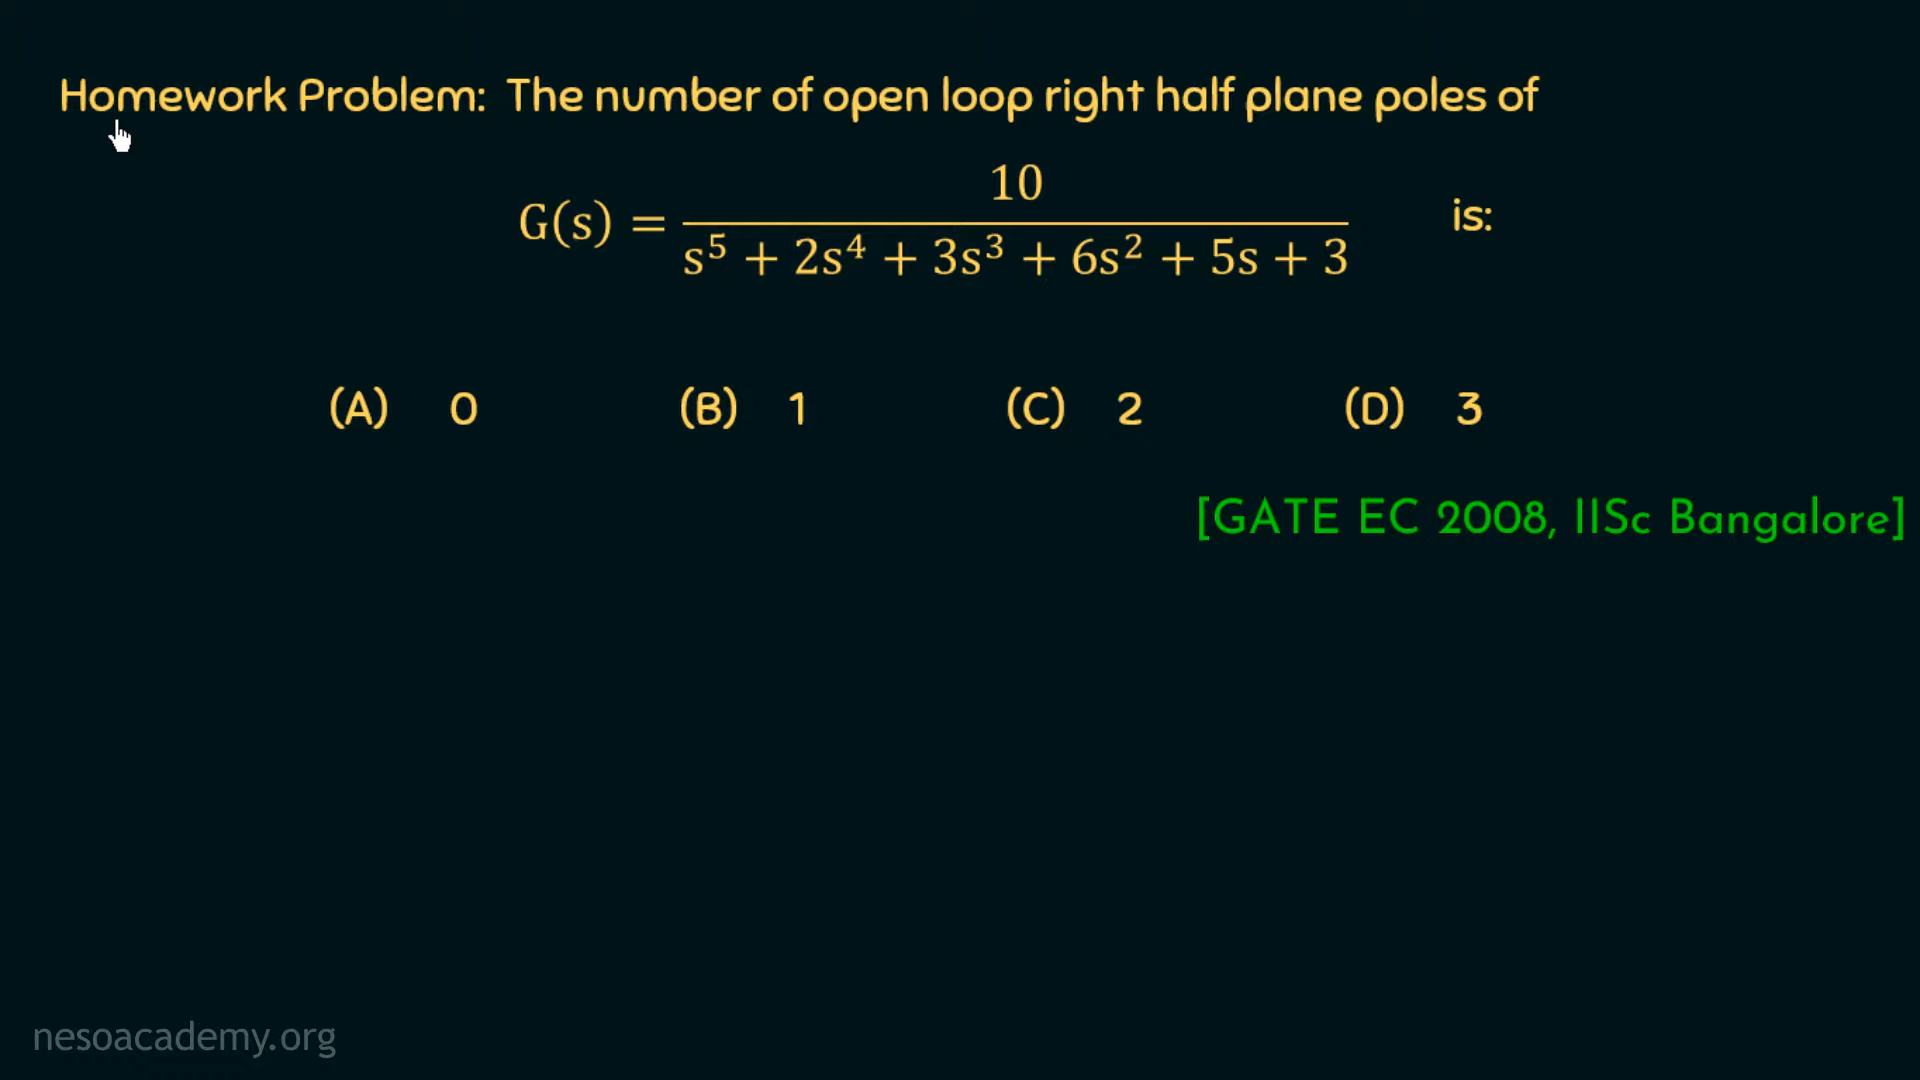 Homework Problem: The number of open loop right half plane poles of
G(s) = 10 / (s⁵ + 2s⁴ + 3s³ + 6s² + 5s + 3) is:
(A) 0 (B) 1 (C) 2 (D) 3
[GATE EC 2008, IISc Bangalore]
nesoacademy.org